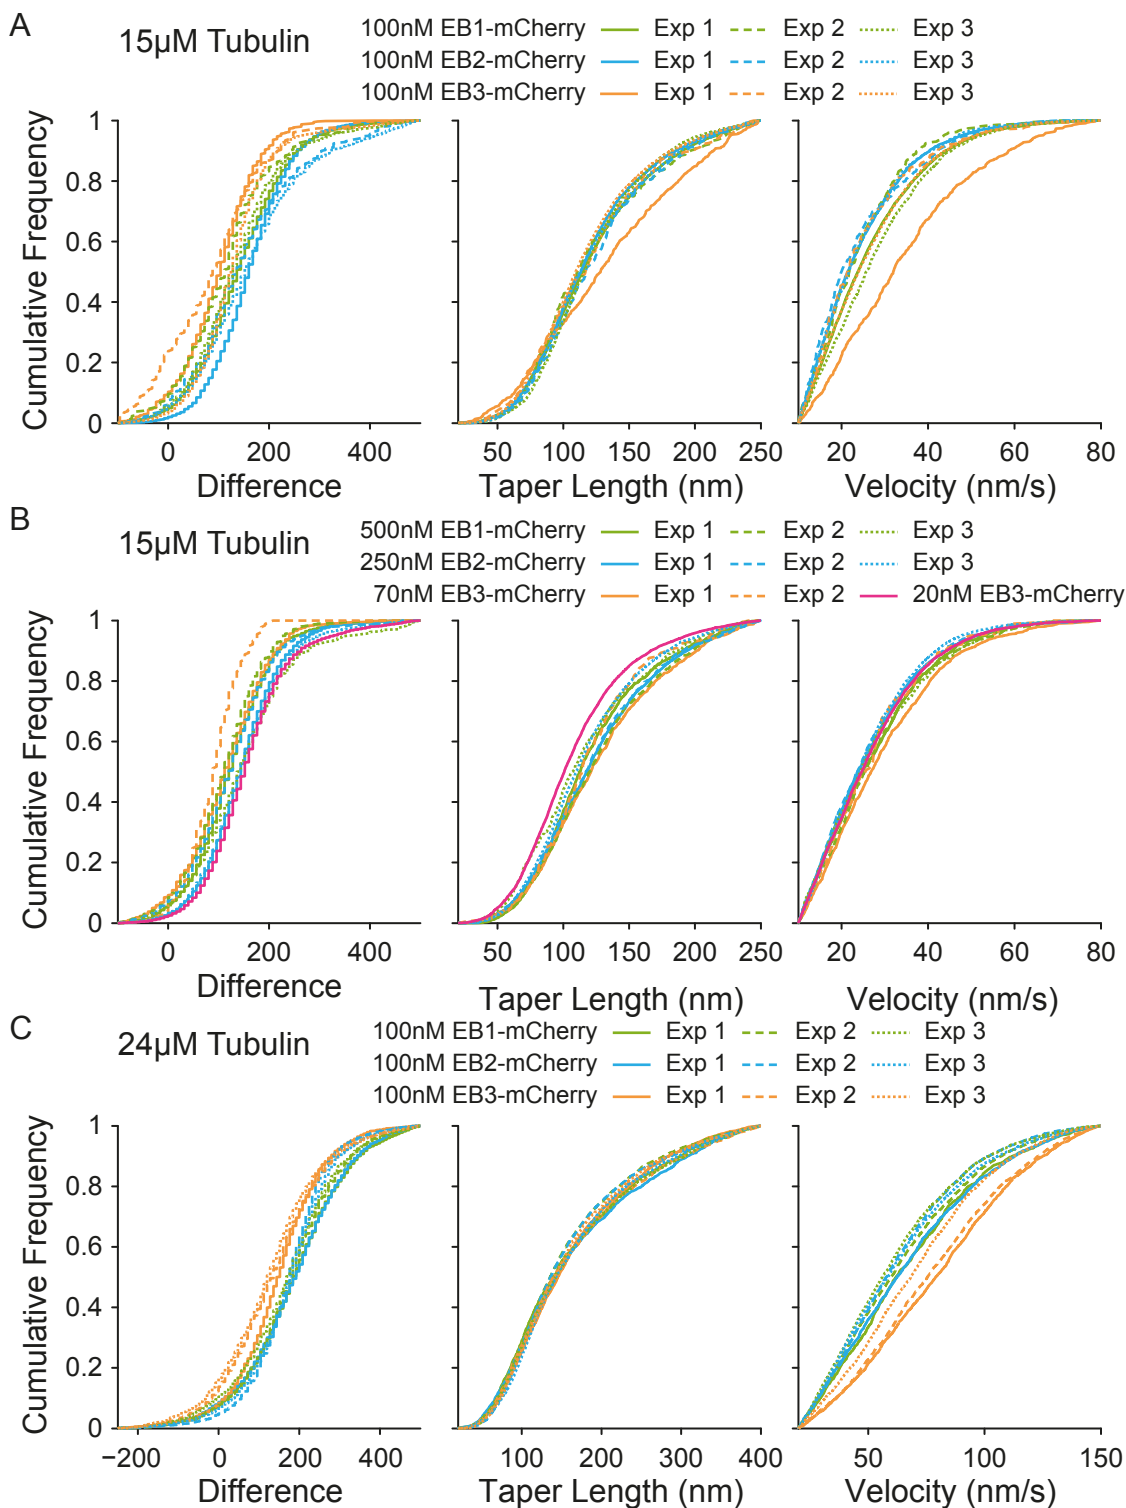 A
15µM Tubulin
100nM EB1-mCherry Exp 1 Exp 2 Exp 3
100nM EB2-mCherry Exp 1 Exp 2 Exp 3
100nM EB3-mCherry Exp 1 Exp 2 Exp 3
Cumulative Frequency
1
0.8
0.6
0.4
0.2
0
0 200 400
50 100 150 200 250
20 40 60 80
Difference
Taper Length (nm)
Velocity (nm/s)
B
15µM Tubulin
500nM EB1-mCherry Exp 1 Exp 2 Exp 3
250nM EB2-mCherry Exp 1 Exp 2 Exp 3
70nM EB3-mCherry Exp 1 Exp 2 20nM EB3-mCherry
Cumulative Frequency
1
0.8
0.6
0.4
0.2
0
0 200 400
50 100 150 200 250
20 40 60 80
Difference
Taper Length (nm)
Velocity (nm/s)
C
24µM Tubulin
100nM EB1-mCherry Exp 1 Exp 2 Exp 3
100nM EB2-mCherry Exp 1 Exp 2 Exp 3
100nM EB3-mCherry Exp 1 Exp 2 Exp 3
Cumulative Frequency
1
0.8
0.6
0.4
0.2
0
−200 0 200 400
100 200 300 400
50 100 150
Difference
Taper Length (nm)
Velocity (nm/s)